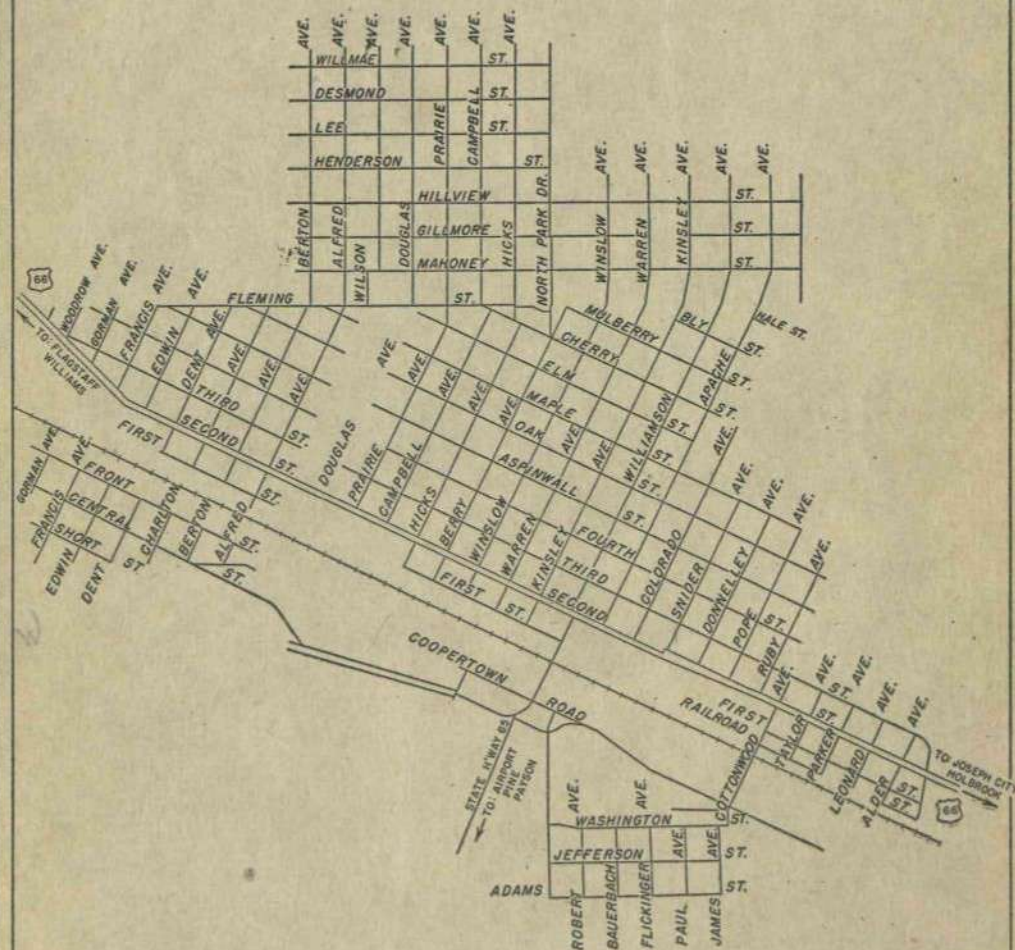 AVE. AVE. AVE. AVE. AVE. AVE.
WILLMAE ST.
DESMOND ST.
LEE ST.
HENDERSON ST.
HILLVIEW ST.
GILLMORE ST.
MAHONEY ST.
FLEMING ST.
BERTON
ALFRED
WILSON
DOUGLAS
PRAIRIE
CAMPBELL
HICKS
NORTH PARK DR.
WINSLOW AVE.
WARREN AVE.
KINSLEY AVE.
AVE.
AVE.
66
TO: FLAGSTAFF
WILLIAMS
WOODROW AVE.
GORMAN AVE.
FRANCIS AVE.
EDWIN AVE.
DENT AVE.
AVE.
AVE.
AVE.
THIRD ST.
SECOND ST.
FIRST ST.
MULBERRY ST.
BLY
HALE ST.
CHERRY ST.
ELM ST.
MAPLE ST.
OAK ST.
ASPINWALL ST.
FOURTH ST.
THIRD ST.
SECOND ST.
FIRST ST.
APACHE AVE.
WILLIAMSON
DOUGLAS AVE.
PRAIRIE AVE.
CAMPBELL AVE.
HICKS AVE.
BERRY AVE.
WINSLOW AVE.
WARREN AVE.
KINSLEY
COLORADO AVE.
SNIDER AVE.
DONNELLEY AVE.
POPE AVE.
RUBY AVE.
GORMAN AVE.
FRANCIS AVE.
EDWIN
DENT
CHARLTON
BERTON
ALFRED
FRONT ST.
CENTRAL ST.
SHORT ST.
COOPERTOWN ROAD
STATE H'WAY 65
TO: AIRPORT
PINE
PAYSON
FIRST ST.
RAILROAD
COTTONWOOD AVE.
TAYLOR AVE.
PARKER AVE.
LEONARD AVE.
ALDER AVE.
ST.
ST.
ST.
TO: JOSEPH CITY
HOLBROOK
66
AVE. AVE.
WASHINGTON ST.
JEFFERSON ST.
ADAMS ST.
ROBERT
BAUERBACH
FLICKINGER
PAUL AVE.
JAMES AVE.